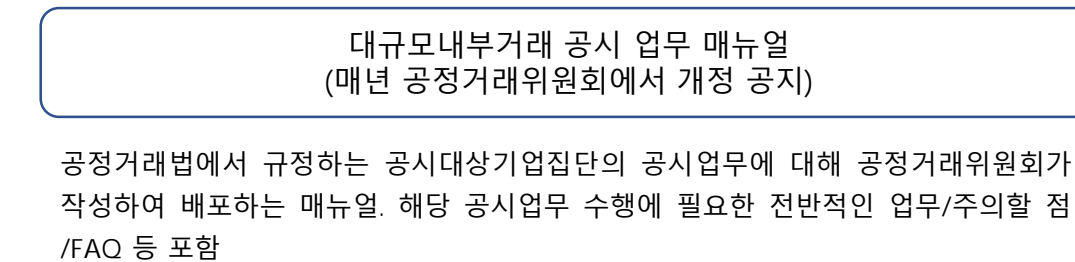 대규모내부거래 공시 업무 매뉴얼
(매년 공정거래위원회에서 개정 공지)
공정거래법에서 규정하는 공시대상기업집단의 공시업무에 대해 공정거래위원회가
작성하여 배포하는 매뉴얼. 해당 공시업무 수행에 필요한 전반적인 업무/주의할 점
/FAQ 등 포함